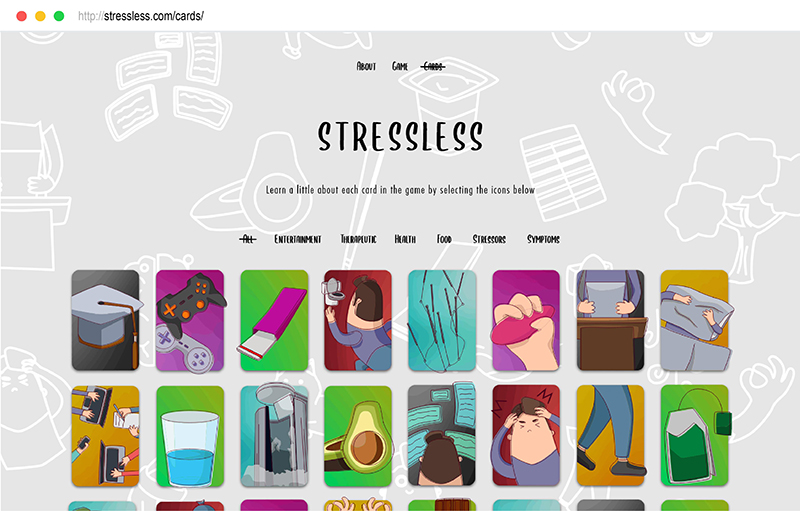 http://stressless.com/cards/
About Game Cards
STRESSLESS
Learn a little about each card in the game by selecting the icons below
All Entertainment Therapeutic Health Food Stressors Symptoms